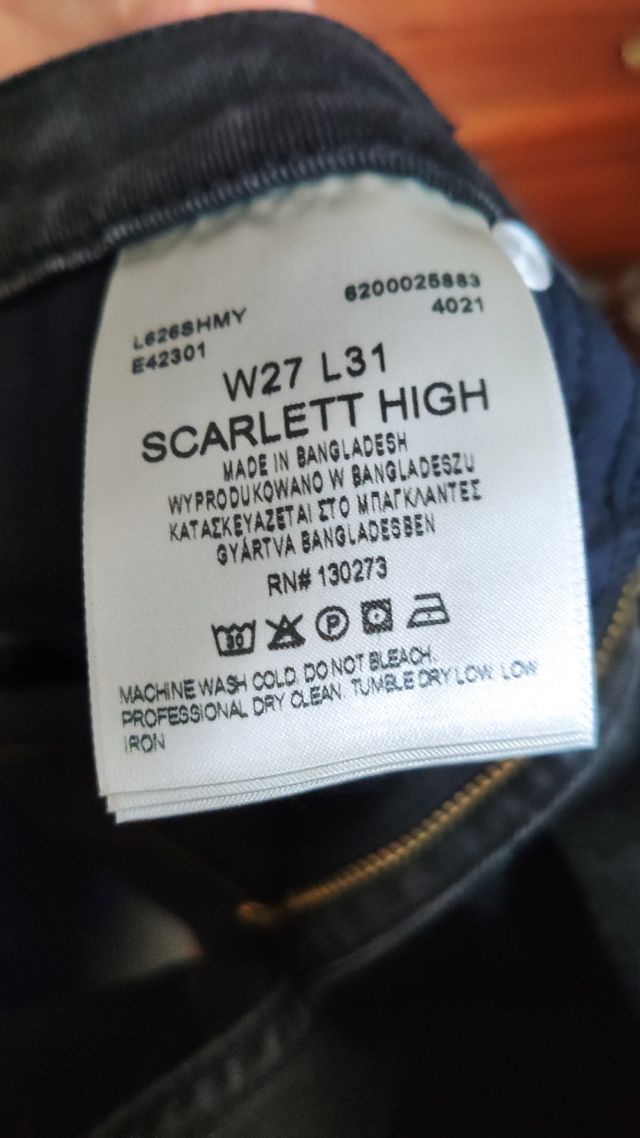 L626SHMY
E42301
6200025883
4021
W27 L31
SCARLETT HIGH
MADE IN BANGLADESH
WYPRODUKOWANO W BANGLADESZU
ΚΑΤΑΣΚΕΥΑΖΕΤΑΙ ΣΤΟ ΜΠΑΓΚΛΑΝΤΕΣ
GYÁRTVA BANGLADESBEN
RN# 130273
30 P
MACHINE WASH COLD. DO NOT BLEACH.
PROFESSIONAL DRY CLEAN. TUMBLE DRY LOW. LOW
IRON